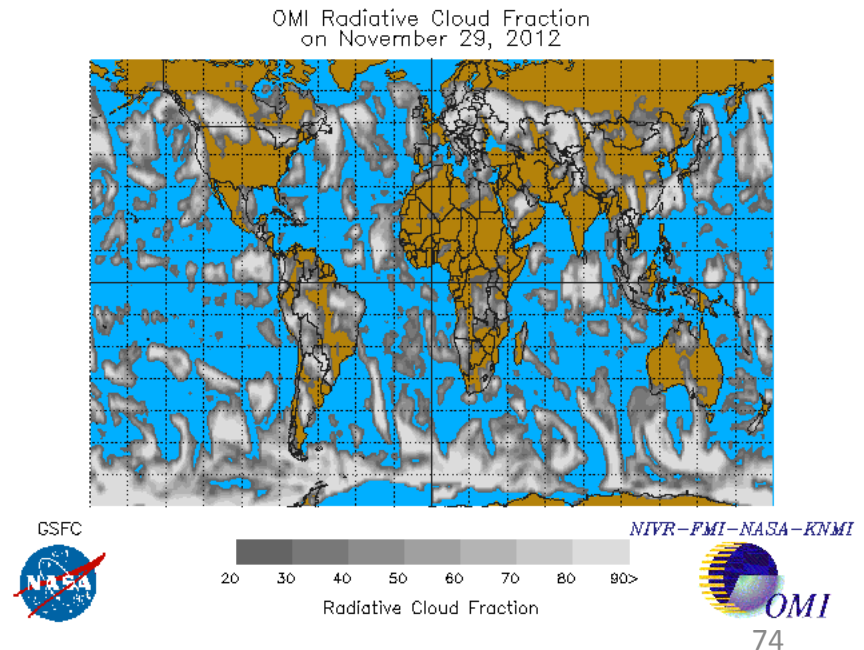 OMI Radiative Cloud Fraction
on November 29, 2012
GSFC
NIVR-FMI-NASA-KNMI
NASA
20 30 40 50 60 70 80 90>
Radiative Cloud Fraction
OMI
74